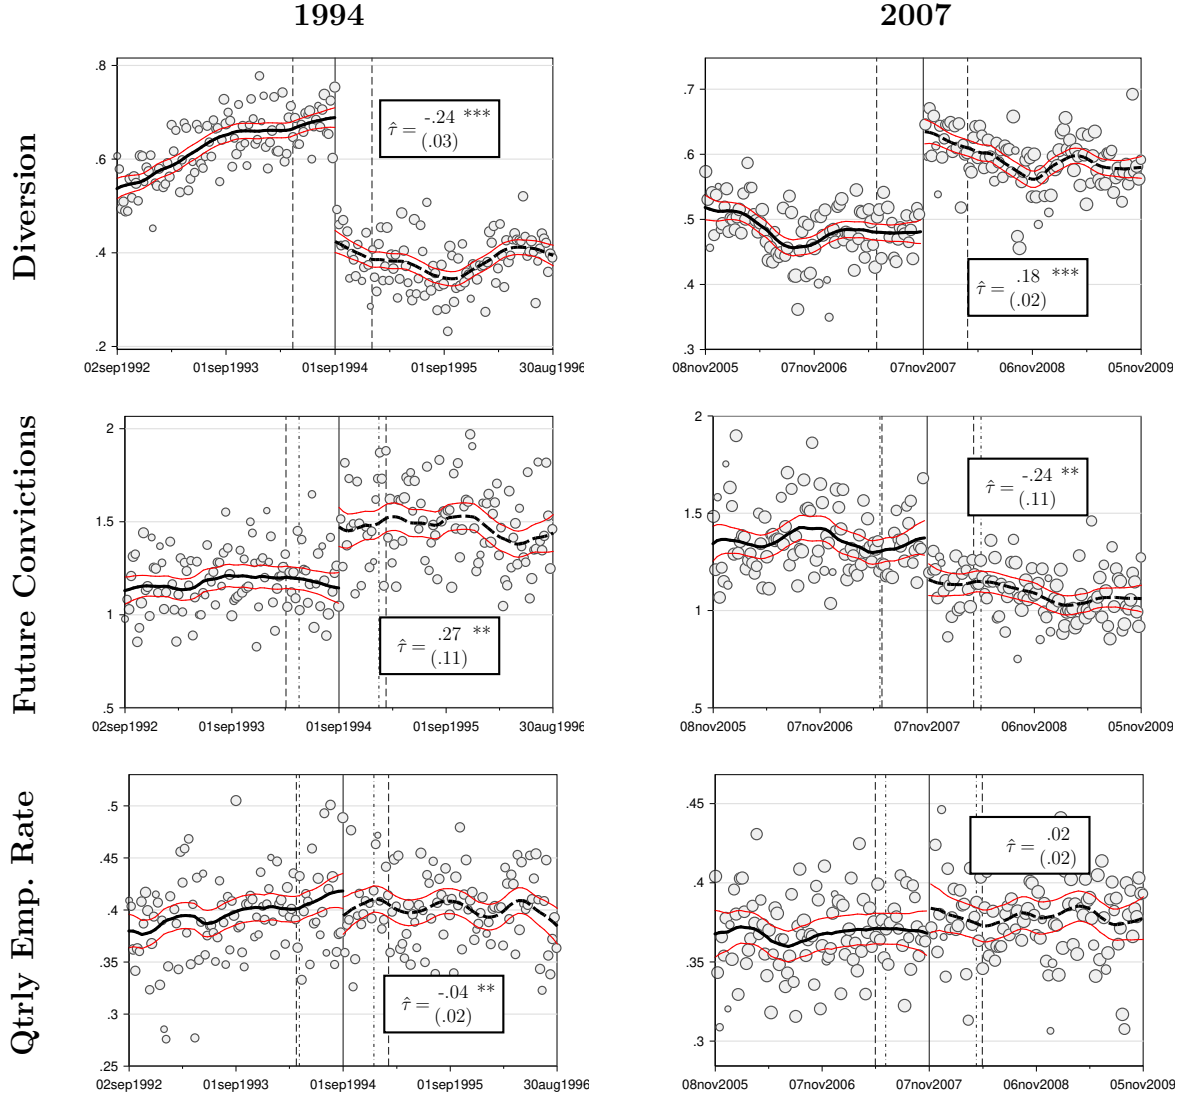 1994
2007
Diversion
.8
.6
.4
.2
02sep1992 01sep1993 01sep1994 01sep1995 30aug1996
τ̂ = -.24 ***
(.03)
.7
.6
.5
.4
.3
08nov2005 07nov2006 07nov2007 06nov2008 05nov2009
τ̂ = .18 ***
(.02)
Future Convictions
2
1.5
1
.5
02sep1992 01sep1993 01sep1994 01sep1995 30aug1996
τ̂ = .27 **
(.11)
2
1.5
1
.5
08nov2005 07nov2006 07nov2007 06nov2008 05nov2009
τ̂ = -.24 **
(.11)
Qtrly Emp. Rate
.5
.45
.4
.35
.3
.25
02sep1992 01sep1993 01sep1994 01sep1995 30aug1996
τ̂ = -.04 **
(.02)
.45
.4
.35
.3
08nov2005 07nov2006 07nov2007 06nov2008 05nov2009
τ̂ = .02
(.02)